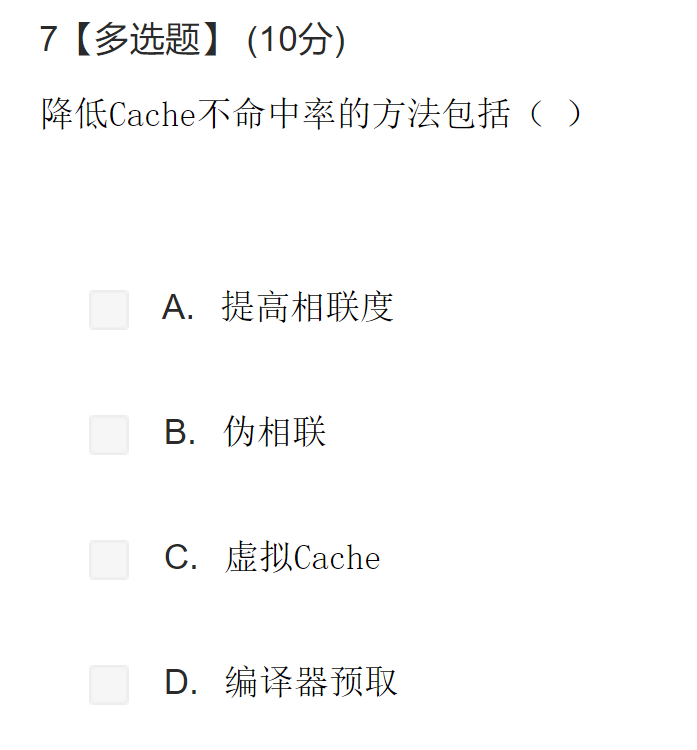 7【多选题】 (10分)
降低Cache不命中率的方法包括（ ）
A. 提高相联度
B. 伪相联
C. 虚拟Cache
D. 编译器预取